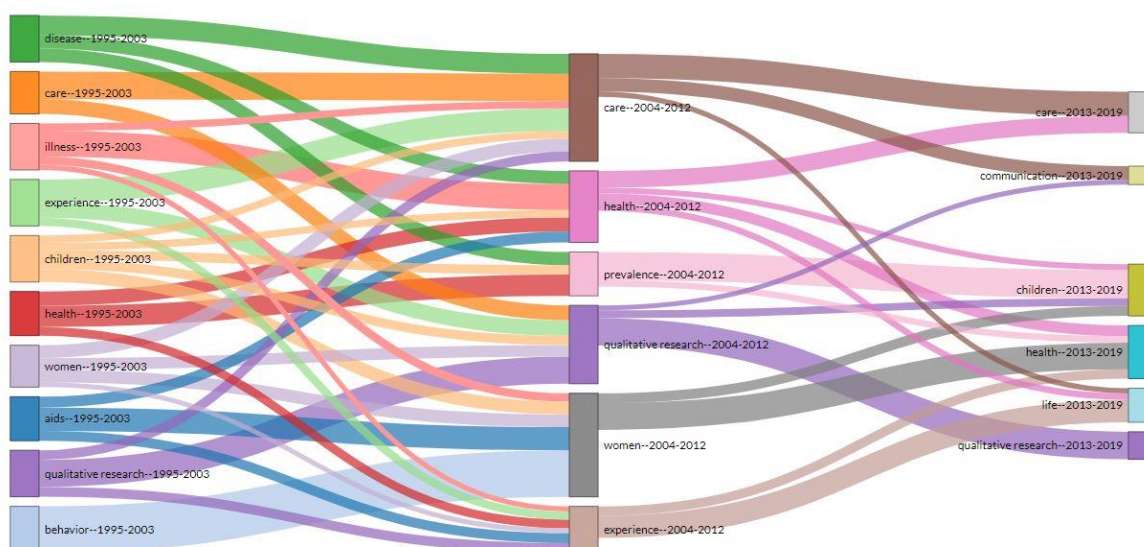 disease--1995-2003
care--1995-2003
illness--1995-2003
experience--1995-2003
children--1995-2003
health--1995-2003
women--1995-2003
aids--1995-2003
qualitative research--1995-2003
behavior--1995-2003
care--2004-2012
health--2004-2012
prevalence--2004-2012
qualitative research--2004-2012
women--2004-2012
experience--2004-2012
care--2013-2019
communication--2013-2019
children--2013-2019
health--2013-2019
life--2013-2019
qualitative research--2013-2019